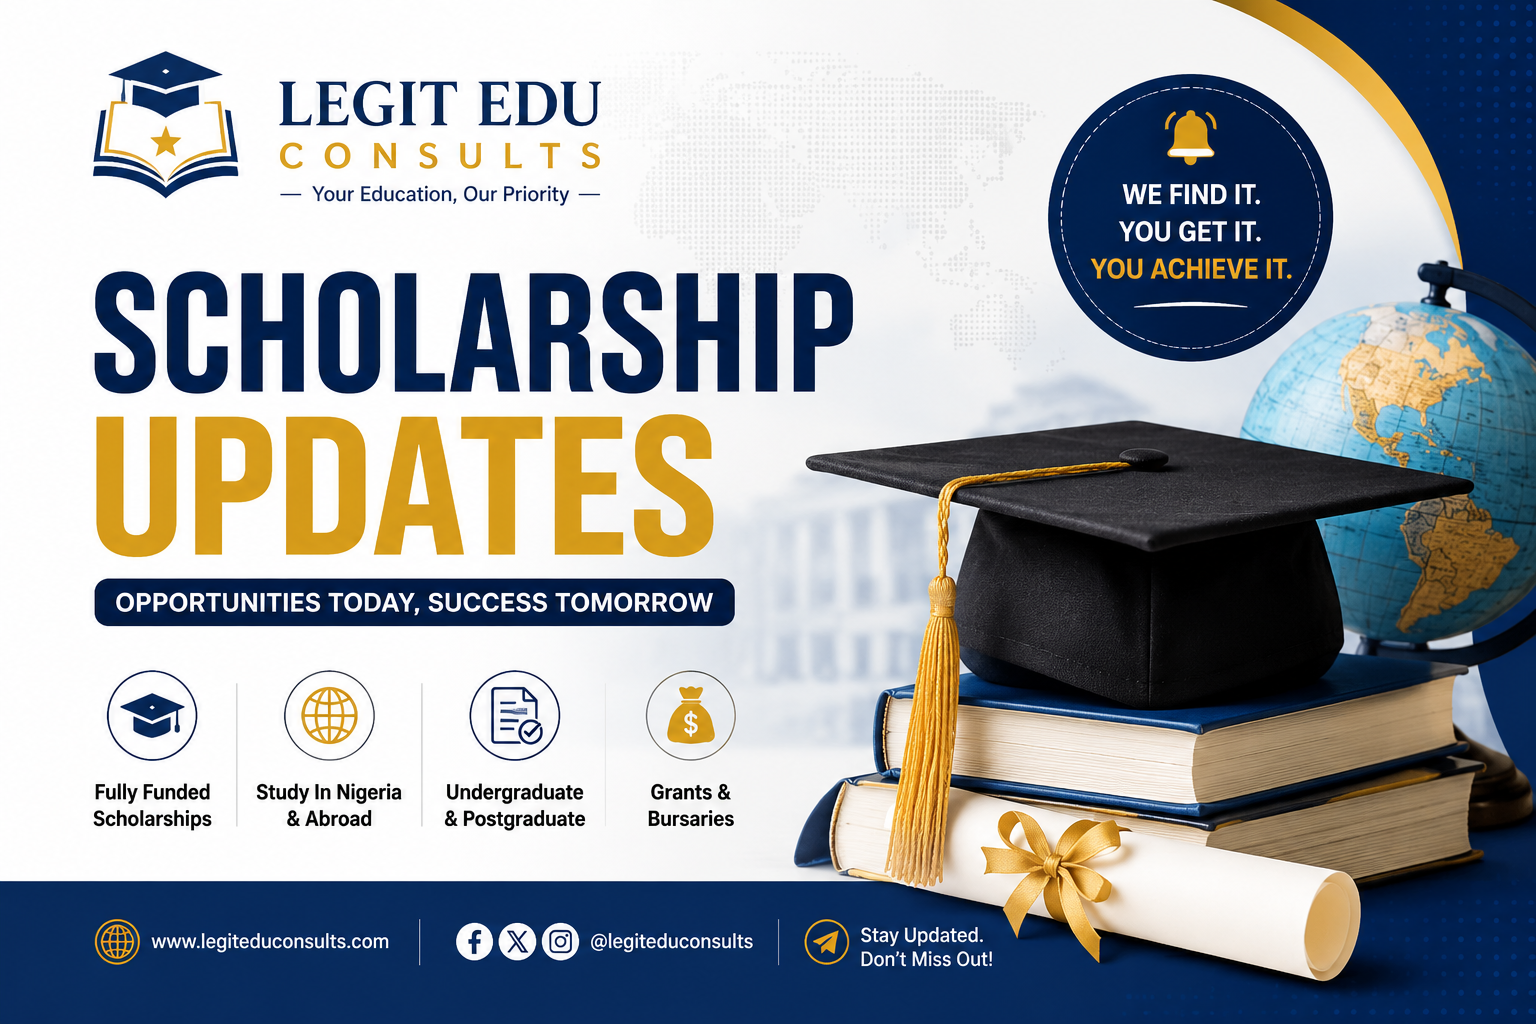 LEGIT EDU
CONSULTS
Your Education, Our Priority
WE FIND IT.
YOU GET IT.
YOU ACHIEVE IT.
SCHOLARSHIP
UPDATES
OPPORTUNITIES TODAY, SUCCESS TOMORROW
Fully Funded
Scholarships
Study In Nigeria
& Abroad
Undergraduate
& Postgraduate
$
Grants &
Bursaries
www.legiteduconsults.com
@legiteduconsults
Stay Updated.
Don't Miss Out!